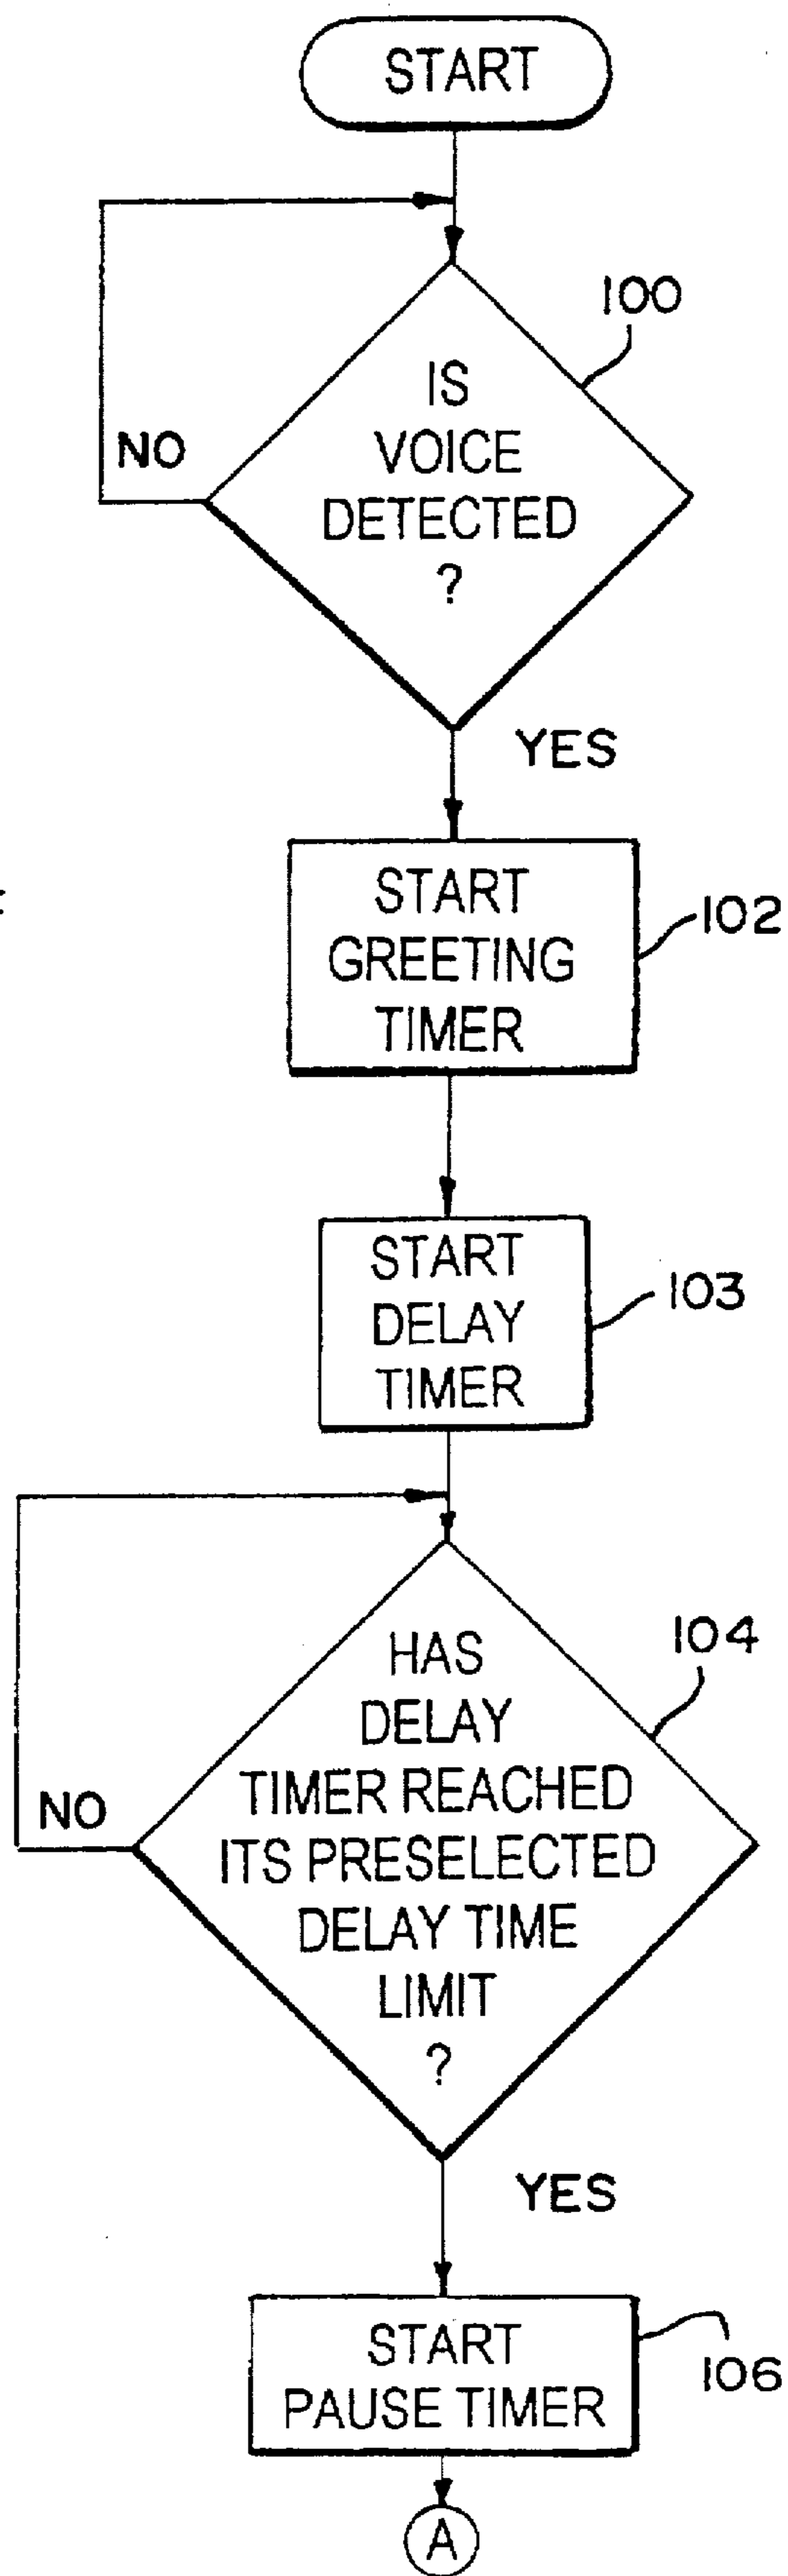 START
100
IS
VOICE
DETECTED
?
NO
YES
START
GREETING
TIMER
102
START
DELAY
TIMER
103
HAS
DELAY
TIMER REACHED
ITS PRESELECTED
DELAY TIME
LIMIT
?
104
NO
YES
START
PAUSE TIMER
106
A